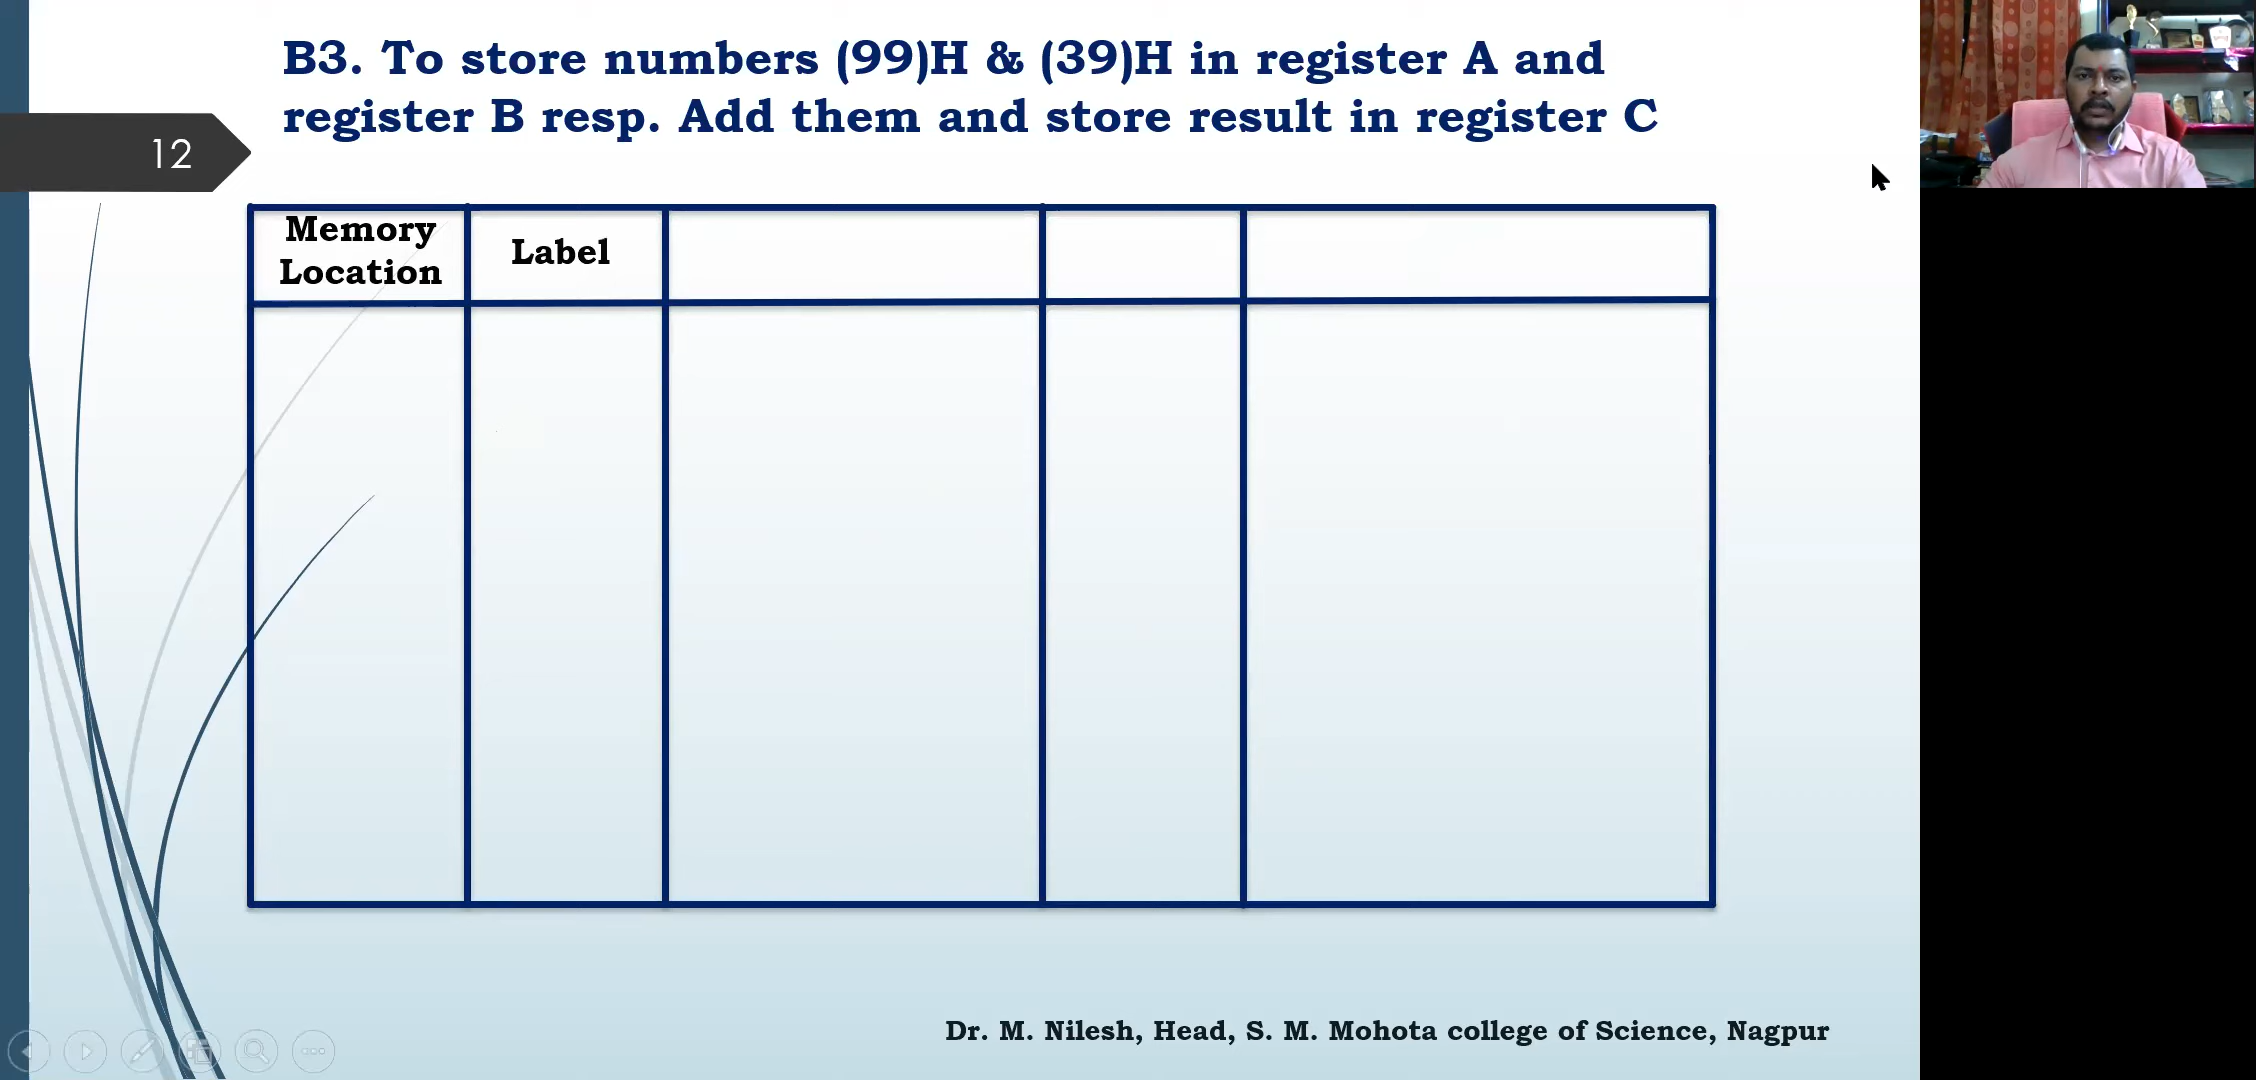 B3. To store numbers (99)H & (39)H in register A and
register B resp. Add them and store result in register C
12
Memory
Location
Label
Dr. M. Nilesh, Head, S. M. Mohota college of Science, Nagpur